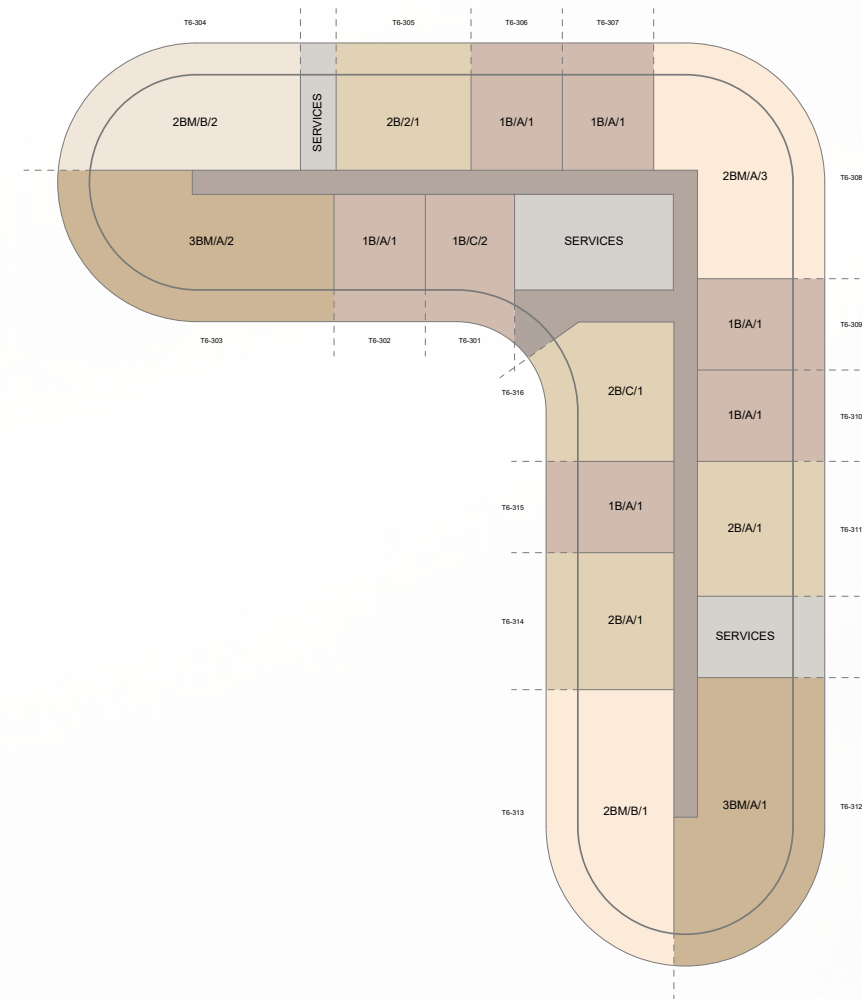 T6-304
T6-305
T6-306
T6-307
2BM/B/2
SERVICES
2B/2/1
1B/A/1
1B/A/1
2BM/A/3
T6-308
3BM/A/2
1B/A/1
1B/C/2
SERVICES
T6-303
T6-302
T6-301
1B/A/1
T6-309
T6-316
2B/C/1
1B/A/1
T6-310
T6-315
1B/A/1
2B/A/1
T6-311
T6-314
2B/A/1
SERVICES
T6-313
2BM/B/1
3BM/A/1
T6-312